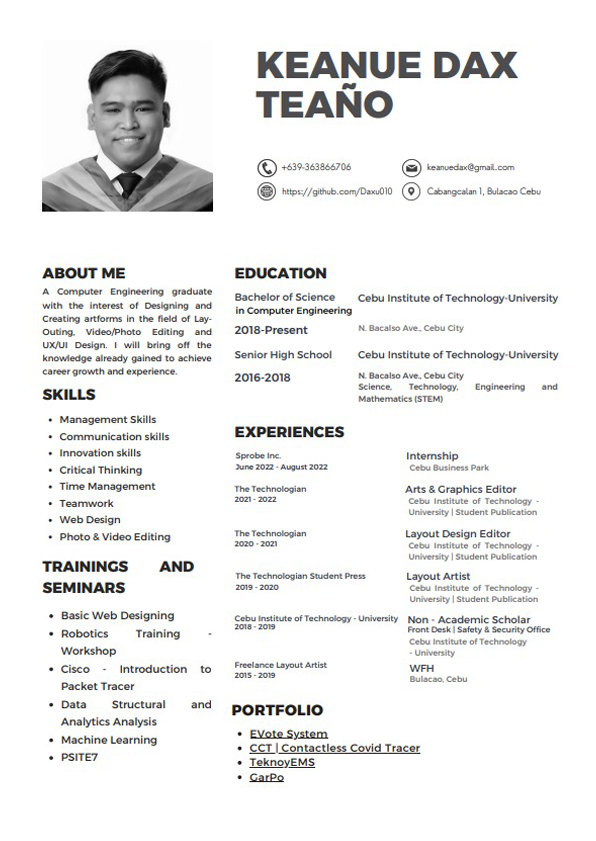 KEANUE DAX
TEAÑO
+639-363866706
keanuedax@gmail.com
https://github.com/Daxu010
Cabangcalan 1, Bulacao Cebu
ABOUT ME
A Computer Engineering graduate
with the interest of Designing and
Creating artforms in the field of Lay-
Outing, Video/Photo Editing and
UX/UI Design. I will bring off the
knowledge already gained to achieve
career growth and experience.
SKILLS
• Management Skills
• Communication skills
• Innovation skills
• Critical Thinking
• Time Management
• Teamwork
• Web Design
• Photo & Video Editing
TRAININGS AND
SEMINARS
• Basic Web Designing
• Robotics Training -
Workshop
• Cisco - Introduction to
Packet Tracer
• Data Structural and
Analytics Analysis
• Machine Learning
• PSITE7
EDUCATION
Bachelor of Science
in Computer Engineering
Cebu Institute of Technology-University
2018-Present
N. Bacalso Ave., Cebu City
Senior High School
Cebu Institute of Technology-University
2016-2018
N. Bacalso Ave., Cebu City
Science, Technology, Engineering and
Mathematics (STEM)
EXPERIENCES
Sprobe Inc.
June 2022 - August 2022
Internship
Cebu Business Park
The Technologian
2021 - 2022
Arts & Graphics Editor
Cebu Institute of Technology -
University | Student Publication
The Technologian
2020 - 2021
Layout Design Editor
Cebu Institute of Technology -
University | Student Publication
The Technologian Student Press
2019 - 2020
Layout Artist
Cebu Institute of Technology -
University | Student Publication
Cebu Institute of Technology - University
2018 - 2019
Non - Academic Scholar
Front Desk | Safety & Security Office
Cebu Institute of Technology
- University
Freelance Layout Artist
2015 - 2019
WFH
Bulacao, Cebu
PORTFOLIO
• EVote System
• CCT | Contactless Covid Tracer
• TeknoyEMS
• GarPo